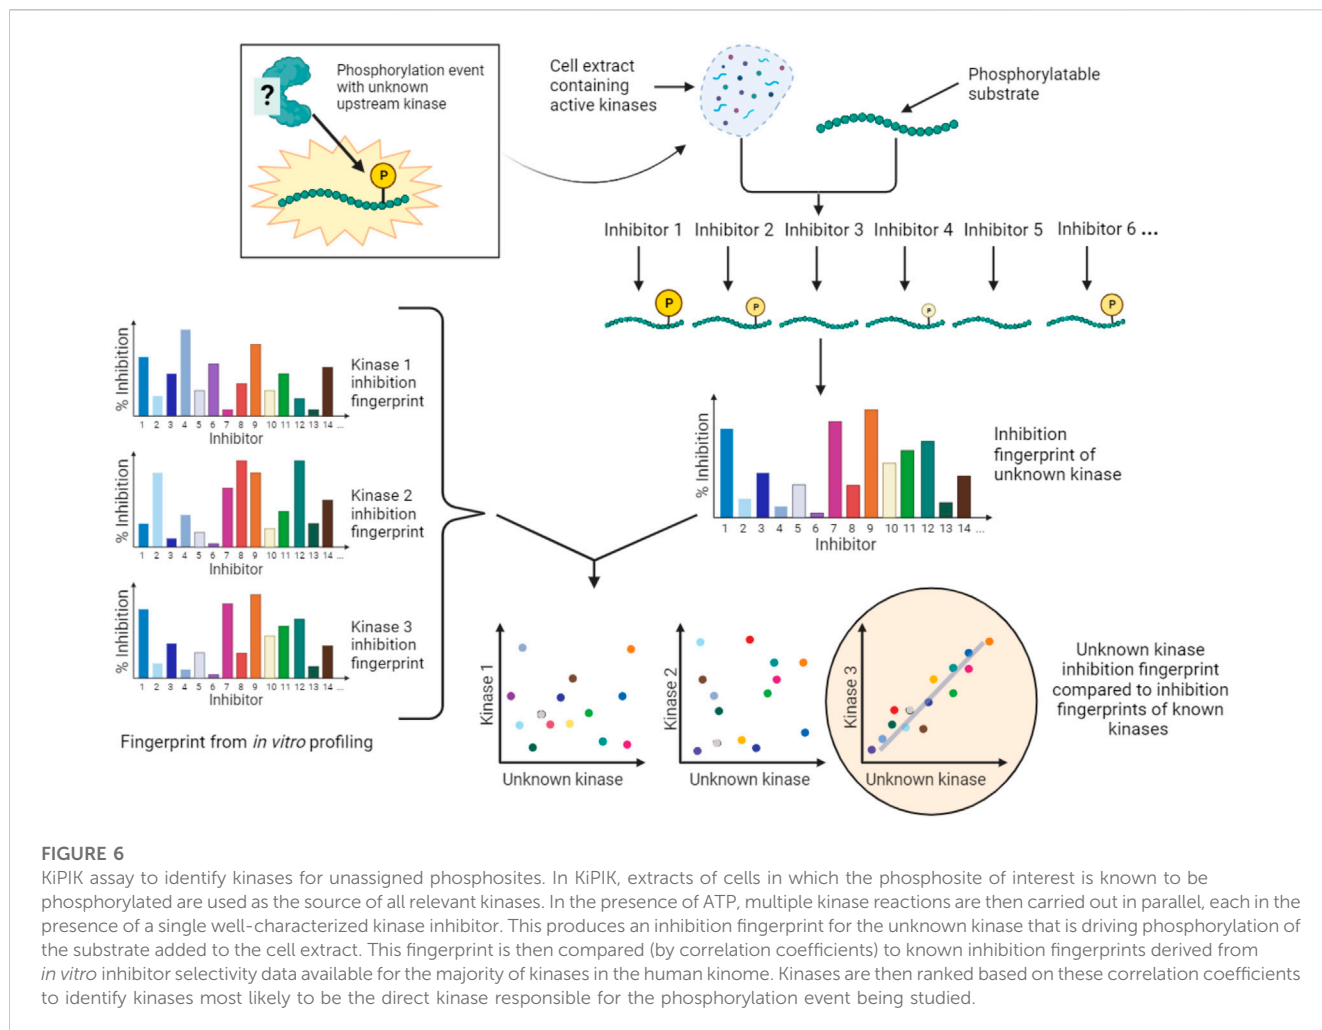 ?
Phosphorylation event
with unknown
upstream kinase
P
Cell extract
containing
active kinases
Phosphorylatable
substrate
Inhibitor 1 Inhibitor 2 Inhibitor 3 Inhibitor 4 Inhibitor 5 Inhibitor 6 ...
P P P P
% Inhibition
1 2 3 4 5 6 7 8 9 10 11 12 13 14 ...
Inhibitor
Kinase 1
inhibition
fingerprint
% Inhibition
1 2 3 4 5 6 7 8 9 10 11 12 13 14 ...
Inhibitor
Kinase 2
inhibition
fingerprint
% Inhibition
1 2 3 4 5 6 7 8 9 10 11 12 13 14 ...
Inhibitor
Kinase 3
inhibition
fingerprint
Fingerprint from in vitro profiling
% Inhibition
1 2 3 4 5 6 7 8 9 10 11 12 13 14 ...
Inhibitor
Inhibition
fingerprint of
unknown kinase
Kinase 1
Unknown kinase
Kinase 2
Unknown kinase
Kinase 3
Unknown kinase
Unknown kinase
inhibition fingerprint
compared to inhibition
fingerprints of known
kinases
FIGURE 6
KiPIK assay to identify kinases for unassigned phosphosites. In KiPIK, extracts of cells in which the phosphosite of interest is known to be
phosphorylated are used as the source of all relevant kinases. In the presence of ATP, multiple kinase reactions are then carried out in parallel, each in the
presence of a single well-characterized kinase inhibitor. This produces an inhibition fingerprint for the unknown kinase that is driving phosphorylation of
the substrate added to the cell extract. This fingerprint is then compared (by correlation coefficients) to known inhibition fingerprints derived from
in vitro inhibitor selectivity data available for the majority of kinases in the human kinome. Kinases are then ranked based on these correlation coefficients
to identify kinases most likely to be the direct kinase responsible for the phosphorylation event being studied.